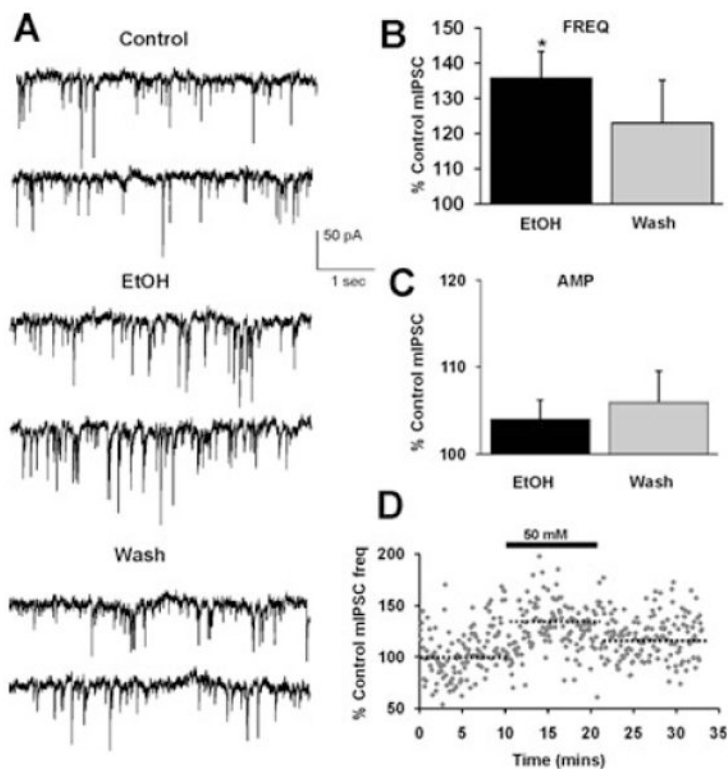 A
Control
50 pA
1 sec
EtOH
Wash
B
FREQ
% Control mIPSC
150
140
130
120
110
100
*
EtOH
Wash
C
AMP
% Control mIPSC
120
110
100
EtOH
Wash
D
50 mM
% Control mIPSC freq
200
150
100
50
0 5 10 15 20 25 30 35
Time (mins)